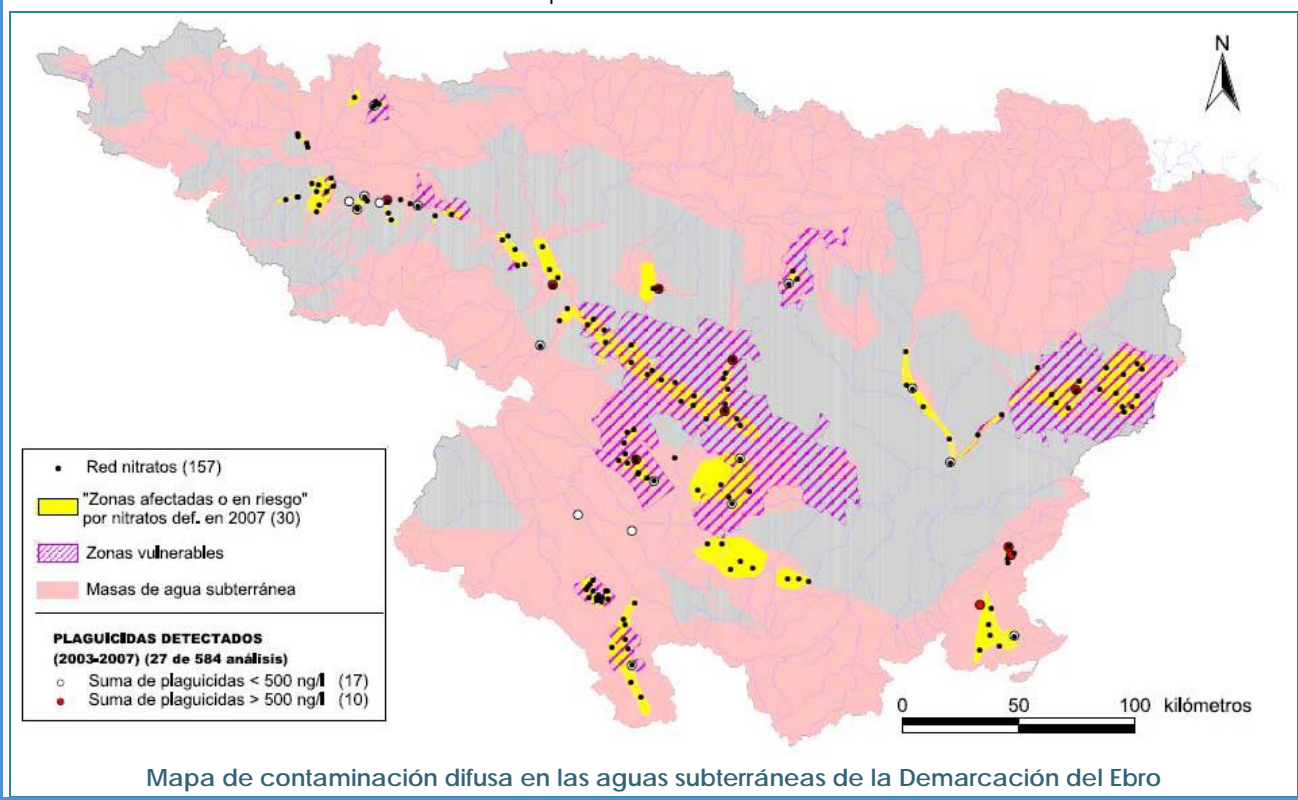 N
Red nitratos (157)
"Zonas afectadas o en riesgo"
por nitratos def. en 2007 (30)
Zonas vulnerables
Masas de agua subterránea
PLAGUICIDAS DETECTADOS
(2003-2007) (27 de 584 análisis)
Suma de plaguicidas < 500 ng/l (17)
Suma de plaguicidas > 500 ng/l (10)
0 50 100 kilómetros
Mapa de contaminación difusa en las aguas subterráneas de la Demarcación del Ebro